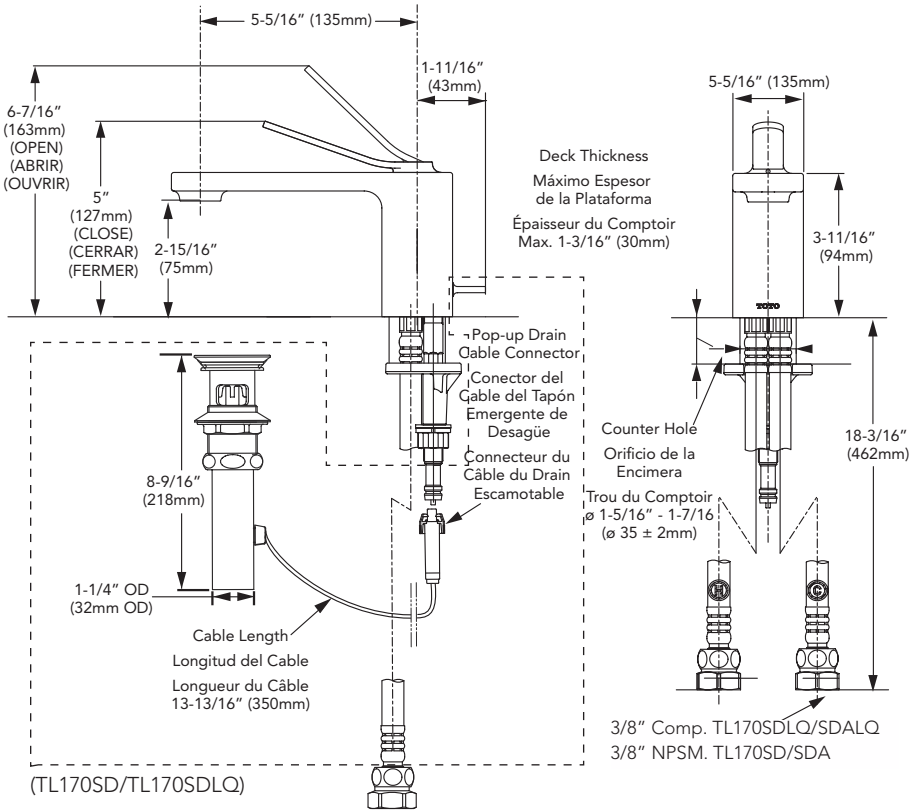 5-5/16” (135mm)
1-11/16”
(43mm)
5-5/16” (135mm)
6-7/16”
(163mm)
(OPEN)
(ABRIR)
(OUVRIR)
5”
(127mm)
(CLOSE)
(CERRAR)
(FERMER)
2-15/16”
(75mm)
Deck Thickness
Máximo Espesor
de la Plataforma
Épaisseur du Comptoir
Max. 1-3/16” (30mm)
3-11/16”
(94mm)
TOTO
Pop-up Drain
Cable Connector
Conector del
Cable del Tapón
Emergente de
Desagüe
Connecteur du
Câble du Drain
Escamotable
Counter Hole
Orificio de la
Encimera
Trou du Comptoir
ø 1-5/16” - 1-7/16
(ø 35 ± 2mm)
18-3/16”
(462mm)
8-9/16”
(218mm)
1-1/4” OD
(32mm OD)
Cable Length
Longitud del Cable
Longueur du Câble
13-13/16” (350mm)
H
C
3/8” Comp. TL170SDLQ/SDALQ
3/8” NPSM. TL170SD/SDA
(TL170SD/TL170SDLQ)